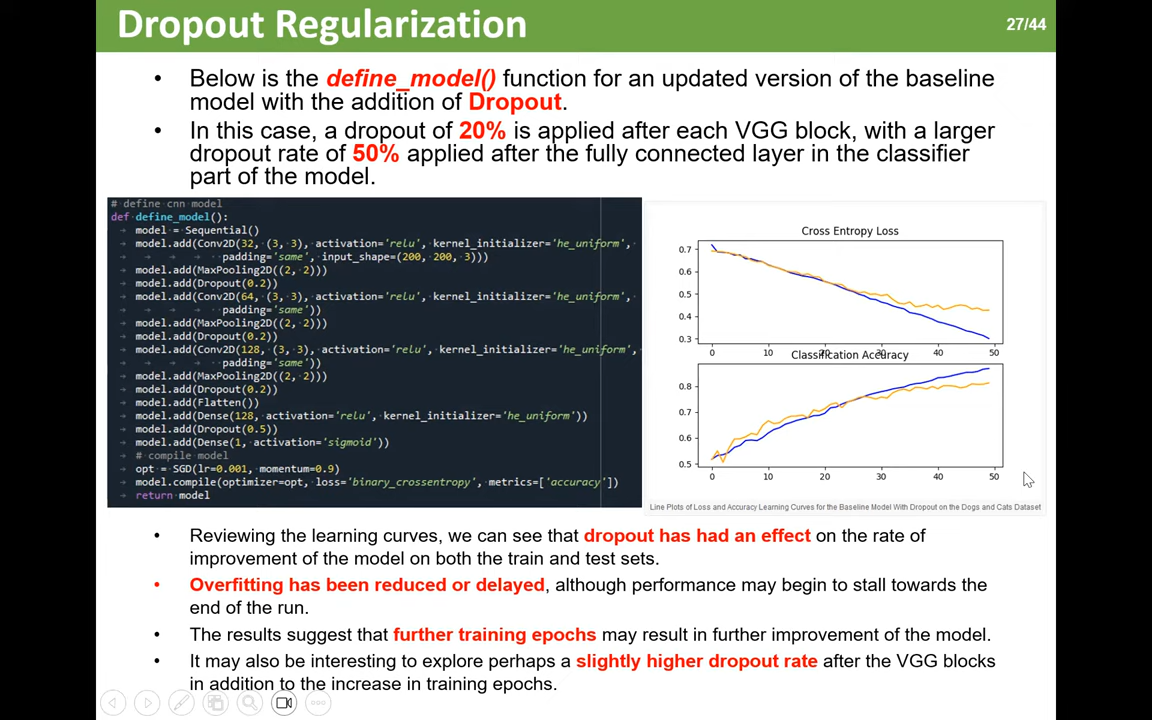 Dropout Regularization
27/44
• Below is the define_model() function for an updated version of the baseline
model with the addition of Dropout.
• In this case, a dropout of 20% is applied after each VGG block, with a larger
dropout rate of 50% applied after the fully connected layer in the classifier
part of the model.
# define cnn model
def define_model():
model = Sequential()
model.add(Conv2D(32, (3, 3), activation='relu', kernel_initializer='he_uniform',
padding='same', input_shape=(200, 200, 3)))
model.add(MaxPooling2D((2, 2)))
model.add(Dropout(0.2))
model.add(Conv2D(64, (3, 3), activation='relu', kernel_initializer='he_uniform',
padding='same'))
model.add(MaxPooling2D((2, 2)))
model.add(Dropout(0.2))
model.add(Conv2D(128, (3, 3), activation='relu', kernel_initializer='he_uniform',
padding='same'))
model.add(MaxPooling2D((2, 2)))
model.add(Dropout(0.2))
model.add(Flatten())
model.add(Dense(128, activation='relu', kernel_initializer='he_uniform'))
model.add(Dropout(0.5))
model.add(Dense(1, activation='sigmoid'))
# compile model
opt = SGD(lr=0.001, momentum=0.9)
model.compile(optimizer=opt, loss='binary_crossentropy', metrics=['accuracy'])
return model
Cross Entropy Loss
0.7
0.6
0.5
0.4
0.3
0 10 20 30 40 50
Classification Accuracy
0.8
0.7
0.6
0.5
0 10 20 30 40 50
Line Plots of Loss and Accuracy Learning Curves for the Baseline Model With Dropout on the Dogs and Cats Dataset
• Reviewing the learning curves, we can see that dropout has had an effect on the rate of
improvement of the model on both the train and test sets.
• Overfitting has been reduced or delayed, although performance may begin to stall towards the
end of the run.
• The results suggest that further training epochs may result in further improvement of the model.
• It may also be interesting to explore perhaps a slightly higher dropout rate after the VGG blocks
in addition to the increase in training epochs.